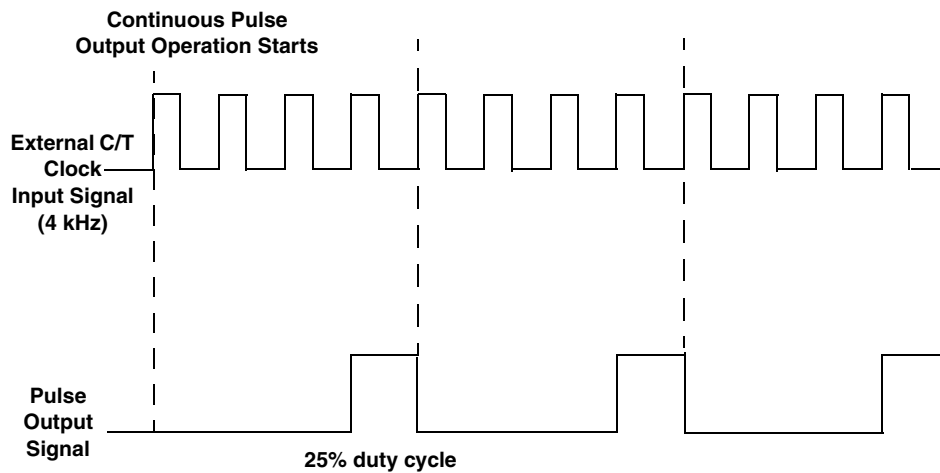 Continuous Pulse
Output Operation Starts
External C/T
Clock
Input Signal
(4 kHz)
Pulse
Output
Signal
25% duty cycle